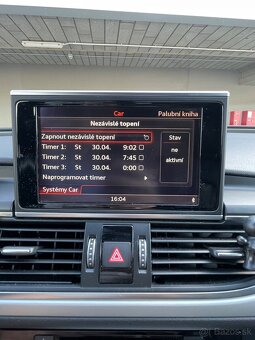 Car
Palubní kniha
Nezávislé topení
Zapnout nezávislé topení
Timer 1: St 30.04. 9:02
Timer 2: St 30.04. 7:45
Timer 3: St 30.04. 0:00
Naprogramovat timer
Stav
ne
aktivní
Systémy Car
16:04
bazos.sk